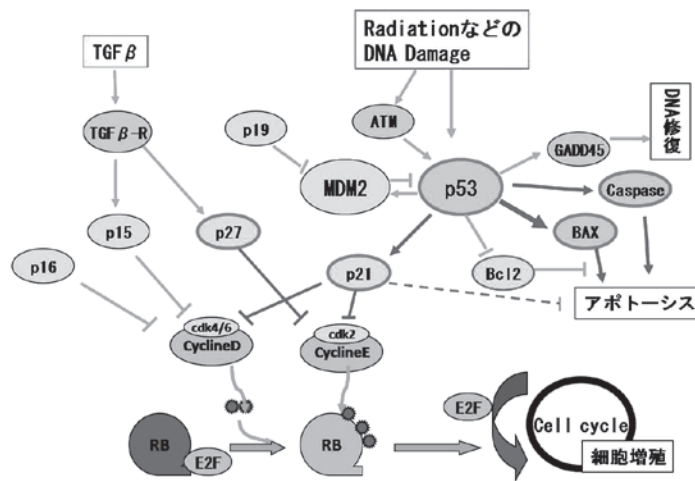 TGFβ
Radiationなどの
DNA Damage
TGFβ-R
p19
ATM
GADD45
DNA修復
MDM2
p53
Caspase
p15
p27
BAX
p16
p21
Bcl2
アポトーシス
cdk4/6
CyclineD
cdk2
CyclineE
RB
E2F
RB
E2F
Cell cycle
細胞増殖